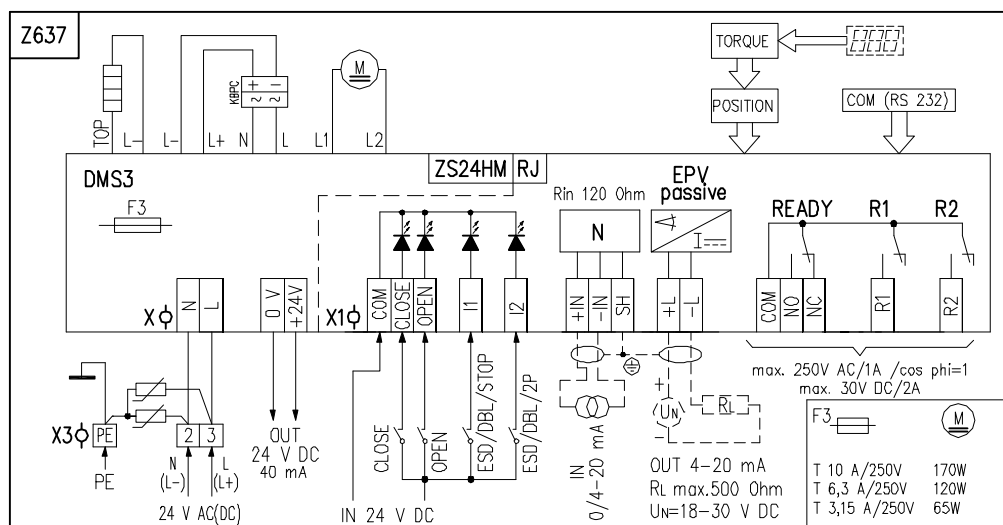 Z637
TORQUE
POSITION
COM (RS 232)
KBPC
+ −
~ ~
M
TOP
L−
L−
L+
N
L
L1
L2
DMS3
ZS24HM
RJ
F3
Rin 120 Ohm
N
EPV
passive
READY
R1
R2
X
N
L
0 V
+24V
X1
COM
CLOSE
OPEN
I1
I2
+IN
−IN
SH
+L
−L
COM
NO
NC
R1
R2
max. 250V AC/1A /cos phi=1
max. 30V DC/2A
X3
PE
2
3
PE
N
(L−)
L
(L+)
24 V AC(DC)
OUT
24 V DC
40 mA
CLOSE
OPEN
ESD/DBL/STOP
ESD/DBL/2P
IN 24 V DC
IN
0/4-20 mA
+
UN
−
RL
OUT 4-20 mA
RL max.500 Ohm
UN=18-30 V DC
F3
M
T 10 A/250V 170W
T 6,3 A/250V 120W
T 3,15 A/250V 65W